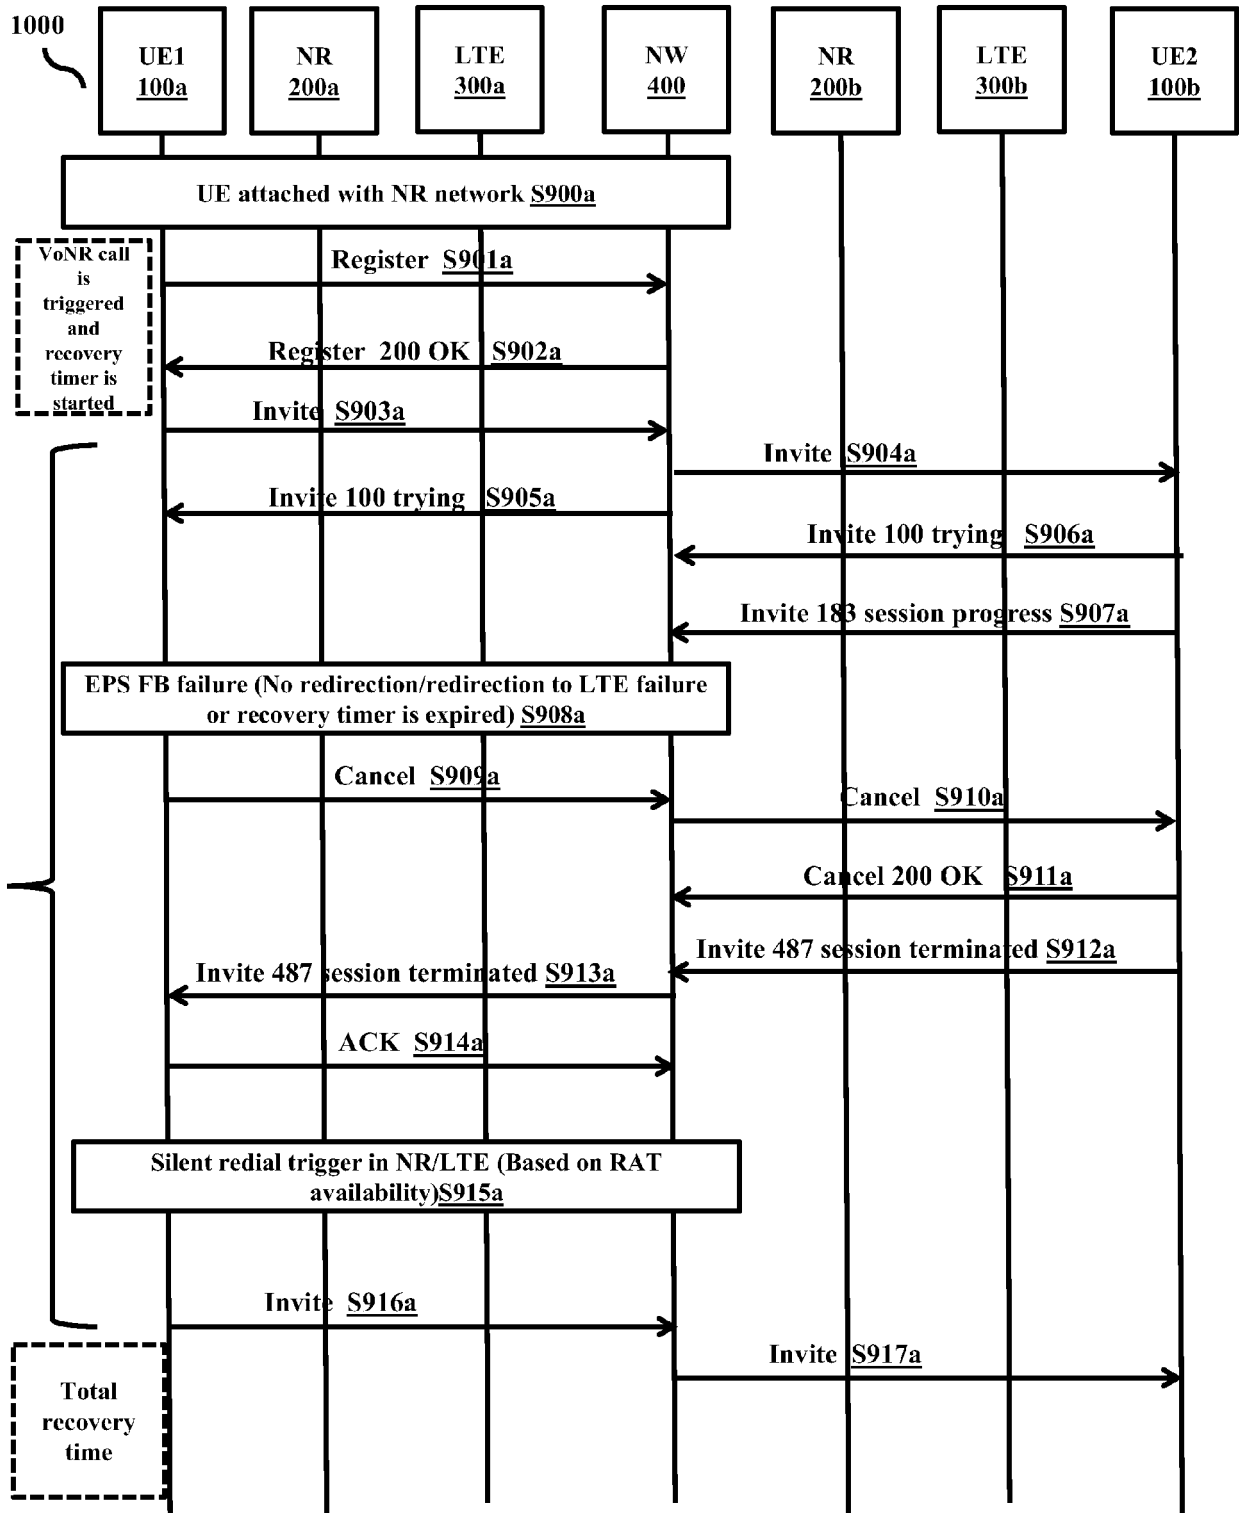 1000
UE1
100a
NR
200a
LTE
300a
NW
400
NR
200b
LTE
300b
UE2
100b
UE attached with NR network S900a
VoNR call
is
triggered
and
recovery
timer is
started
Register S901a
Register 200 OK S902a
Invite S903a
Invite S904a
Invite 100 trying S905a
Invite 100 trying S906a
Invite 183 session progress S907a
EPS FB failure (No redirection/redirection to LTE failure
or recovery timer is expired) S908a
Cancel S909a
Cancel S910a
Cancel 200 OK S911a
Invite 487 session terminated S912a
Invite 487 session terminated S913a
ACK S914a
Silent redial trigger in NR/LTE (Based on RAT
availability)S915a
Invite S916a
Invite S917a
Total
recovery
time